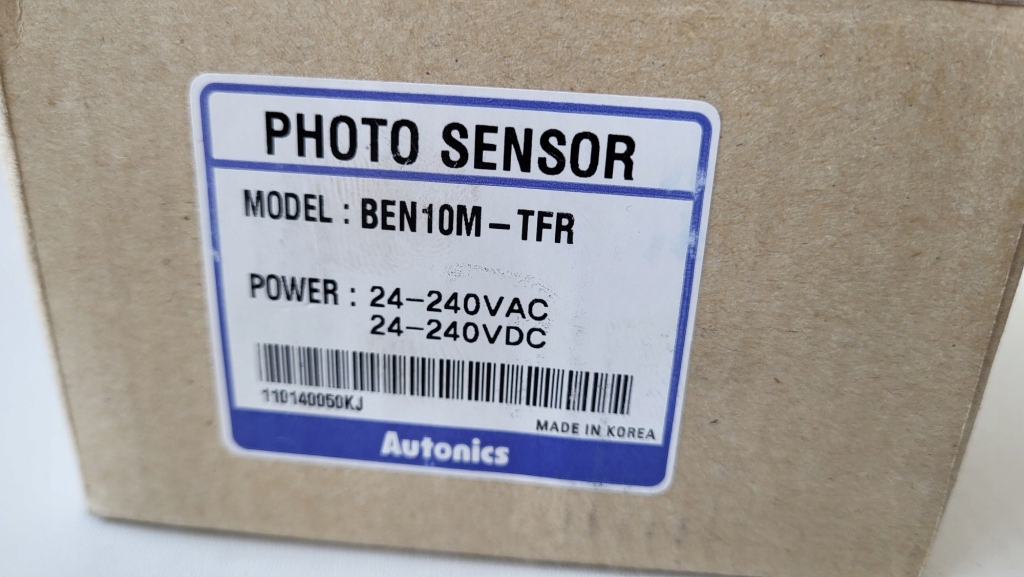 PHOTO SENSOR
MODEL : BEN10M-TFR
POWER : 24-240VAC
24-240VDC
110140050KJ
MADE IN KOREA
Autonics